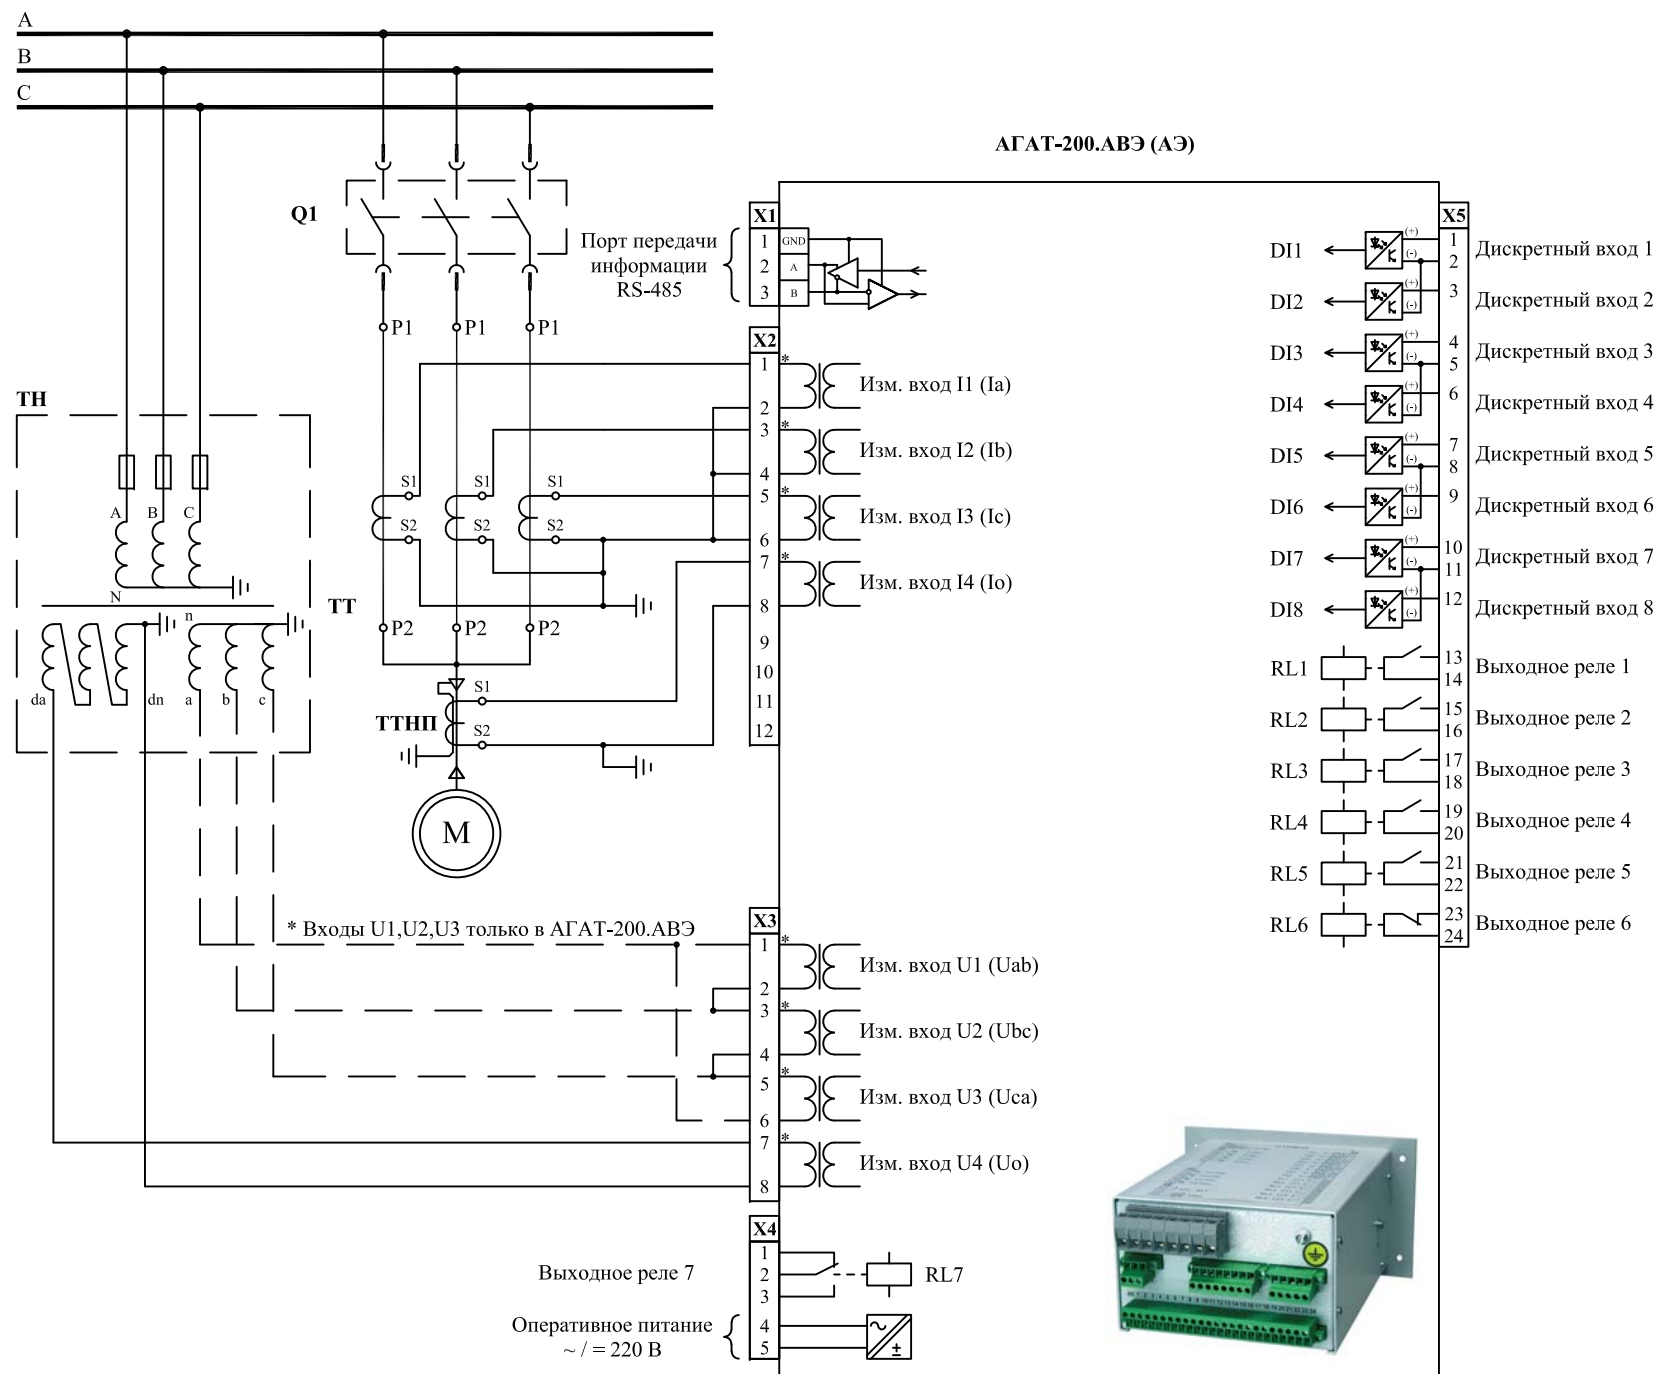 A
B
C
АГАТ-200.АВЭ (АЭ)
Q1
P1
P1
P1
ТН
A
B
C
N
n
da
dn
a
b
c
ТТ
S1
S1
S1
S2
S2
S2
P2
P2
P2
ТТНП
S1
S2
M
Порт передачи
информации
RS-485
X1
1 GND
2 A
3 B
X2
1 *
Изм. вход I1 (Ia)
2
3 *
Изм. вход I2 (Ib)
4
5 *
Изм. вход I3 (Ic)
6
7 *
Изм. вход I4 (Io)
8
9
10
11
12
* Входы U1,U2,U3 только в АГАТ-200.АВЭ
X3
1 *
Изм. вход U1 (Uab)
2
3 *
Изм. вход U2 (Ubc)
4
5 *
Изм. вход U3 (Uca)
6
7 *
Изм. вход U4 (Uo)
8
X4
1
Выходное реле 7
2
RL7
3
Оперативное питание
~ / = 220 В
4
5
~
±
X5
DI1 (+) 1 Дискретный вход 1
(-) 2
DI2 (+) 3 Дискретный вход 2
(-)
DI3 (+) 4 Дискретный вход 3
(-) 5
DI4 (+) 6 Дискретный вход 4
(-)
DI5 (+) 7 Дискретный вход 5
(-) 8
DI6 (+) 9 Дискретный вход 6
(-)
DI7 (+) 10 Дискретный вход 7
(-) 11
DI8 (+) 12 Дискретный вход 8
(-)
RL1 13 Выходное реле 1
14
RL2 15 Выходное реле 2
16
RL3 17 Выходное реле 3
18
RL4 19 Выходное реле 4
20
RL5 21 Выходное реле 5
22
RL6 23 Выходное реле 6
24